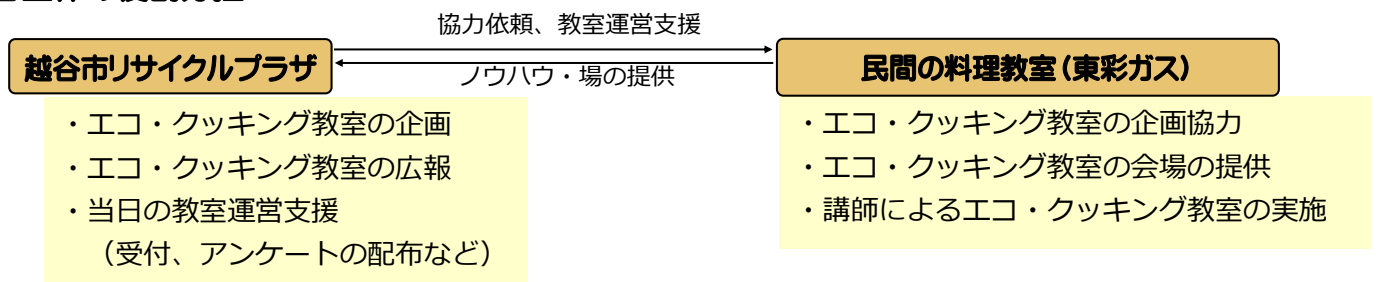 協力依頼、教室運営支援
越谷市リサイクルプラザ
ノウハウ・場の提供
民間の料理教室(東彩ガス)
・エコ・クッキング教室の企画
・エコ・クッキング教室の広報
・当日の教室運営支援
(受付、アンケートの配布など)
・エコ・クッキング教室の企画協力
・エコ・クッキング教室の会場の提供
・講師によるエコ・クッキング教室の実施